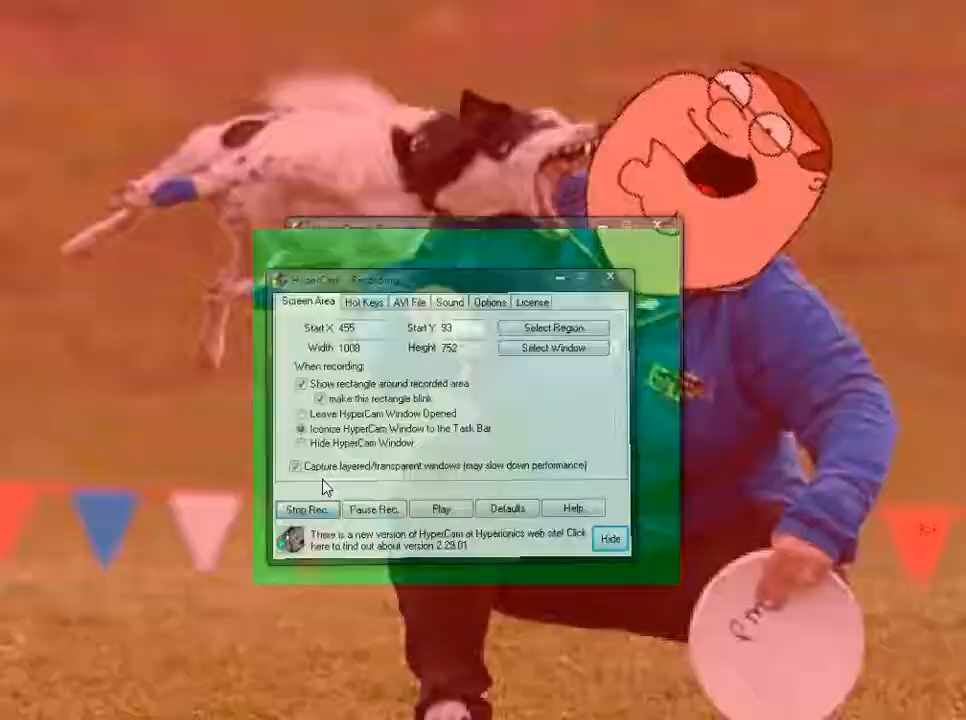 HyperCam - Recording
Screen Area Hot Keys AVI File Sound Options License
Start X 455 Start Y 93 Select Region
Width 1008 Height 752 Select Window
When recording:
Show rectangle around recorded area
make this rectangle blink
Leave HyperCam Window Opened
Iconize HyperCam Window to the Task Bar
Hide HyperCam Window
Capture layered/transparent windows (may slow down performance)
Stop Rec. Pause Rec. Play Defaults Help
There is a new version of HyperCam at Hyperionics web site! Click
here to find out about version 2.29.01
Hide